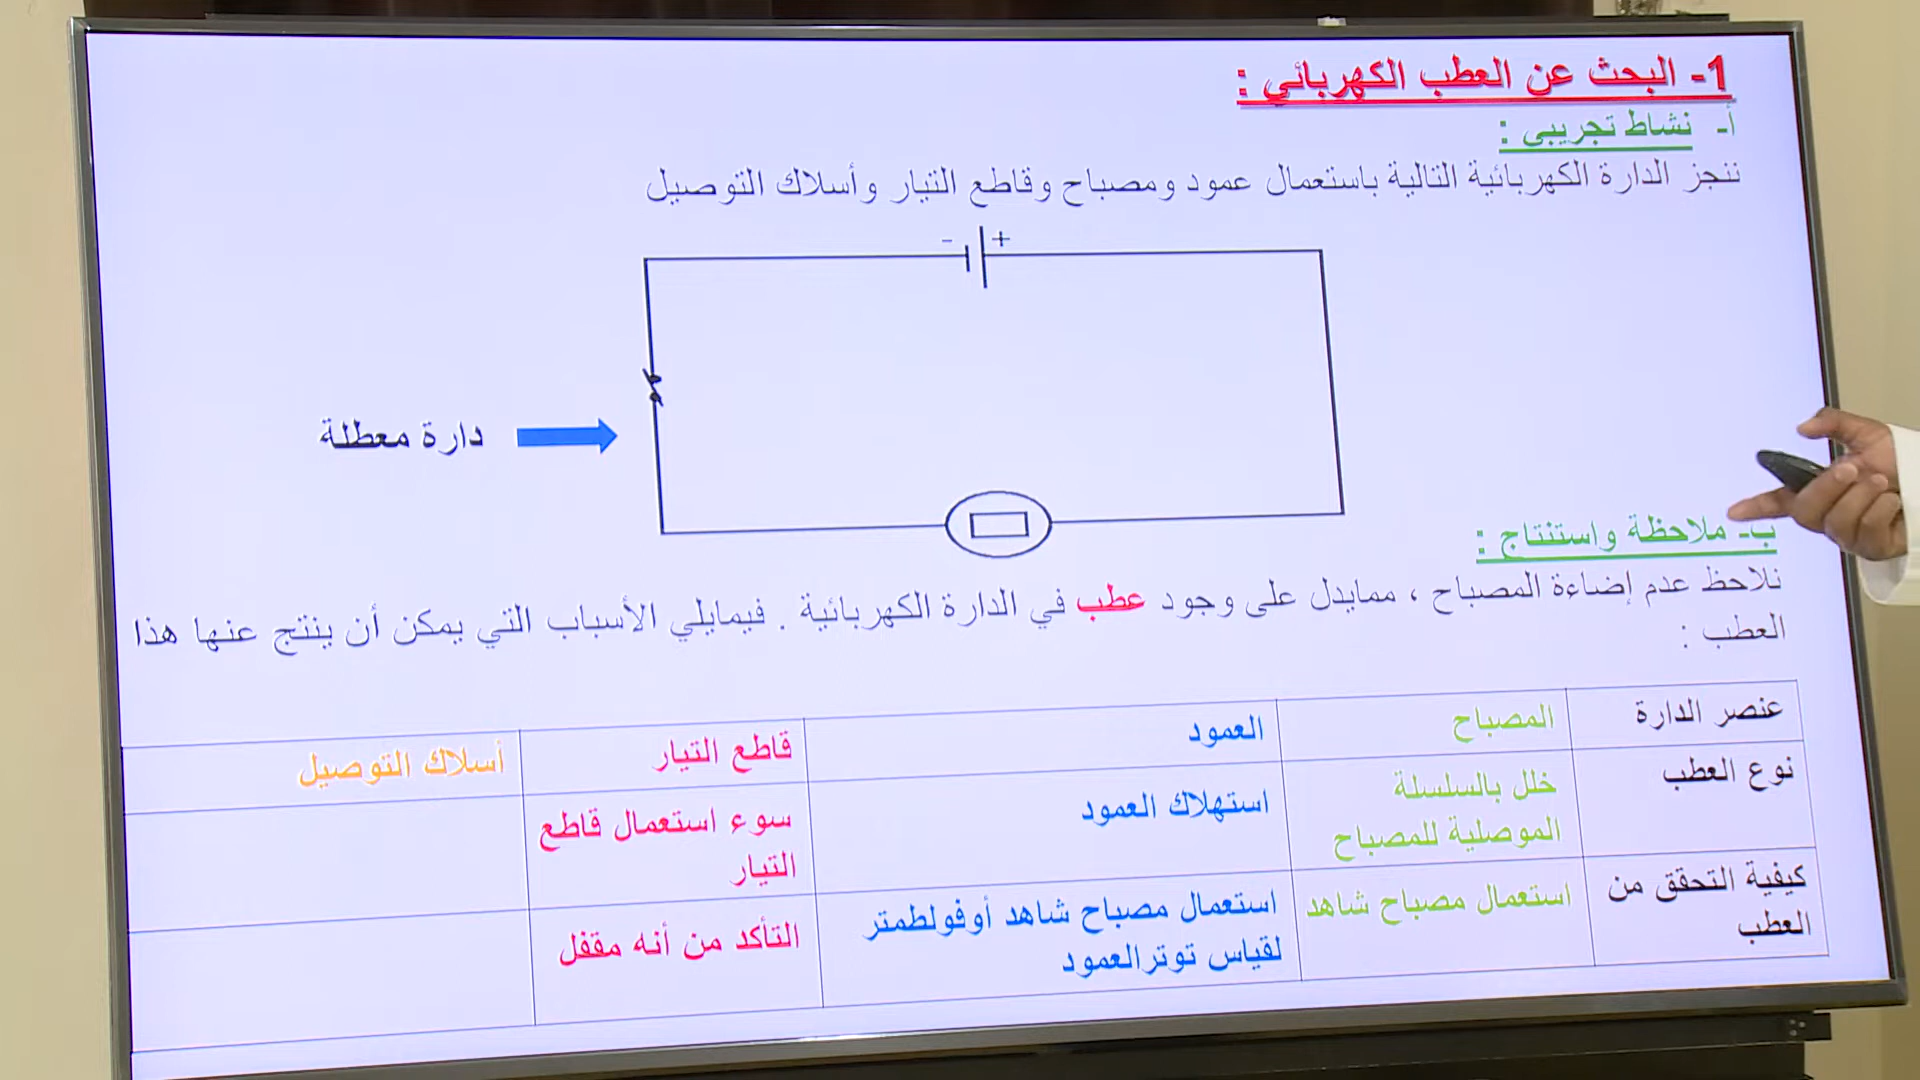 1- البحث عن العطب الكهربائي :
أ- نشاط تجريبي :
ننجز الدارة الكهربائية التالية باستعمال عمود ومصباح وقاطع التيار وأسلاك التوصيل
- +
دارة معطلة
ب- ملاحظة واستنتاج :
نلاحظ عدم إضاءة المصباح ، ممايدل على وجود عطب في الدارة الكهربائية . فيمايلي الأسباب التي يمكن أن ينتج عنها هذا
العطب :
عنصر الدارة المصباح العمود قاطع التيار أسلاك التوصيل
نوع العطب
خلل بالسلسلة
الموصلية للمصباح
استهلاك العمود
سوء استعمال قاطع
التيار
كيفية التحقق من
العطب
استعمال مصباح شاهد
استعمال مصباح شاهد أوفولطمتر
لقياس توترالعمود
التأكد من أنه مقفل